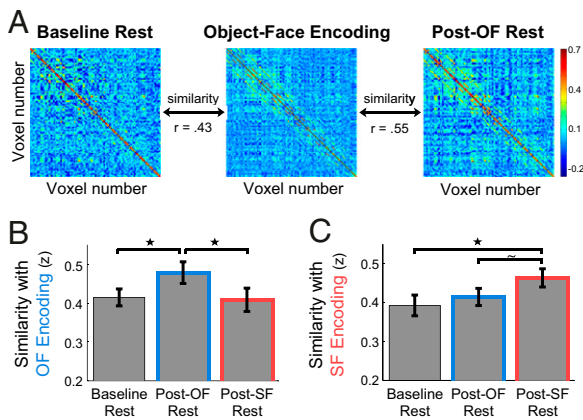 A
Baseline Rest
Object-Face Encoding
Post-OF Rest
Voxel number
similarity
r = .43
similarity
r = .55
0.7
0.4
0.1
-0.2
Voxel number
Voxel number
Voxel number
B
Similarity with
OF Encoding (z)
0.5
0.4
0.3
0.2
★
★
Baseline
Rest
Post-OF
Rest
Post-SF
Rest
C
Similarity with
SF Encoding (z)
0.5
0.4
0.3
0.2
★
~
Baseline
Rest
Post-OF
Rest
Post-SF
Rest